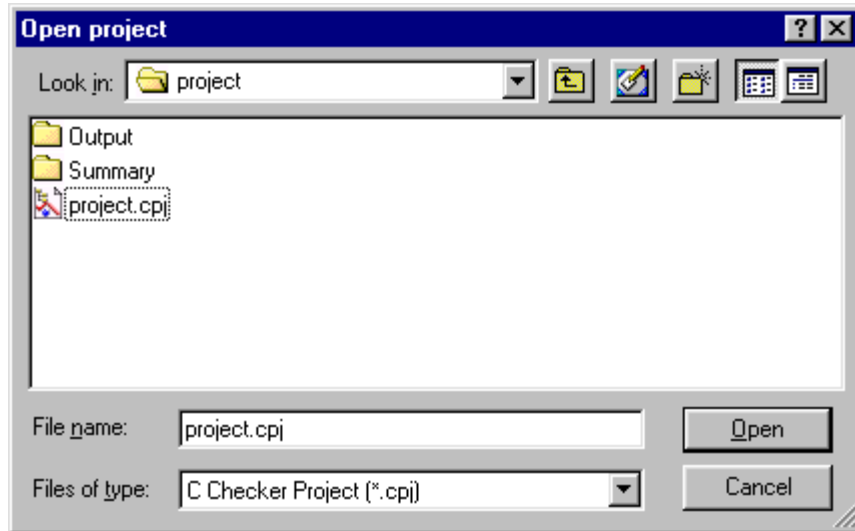 Open project
Look in: project
Output
Summary
project.cpj
File name: project.cpj Open
Files of type: C Checker Project (*.cpj) Cancel